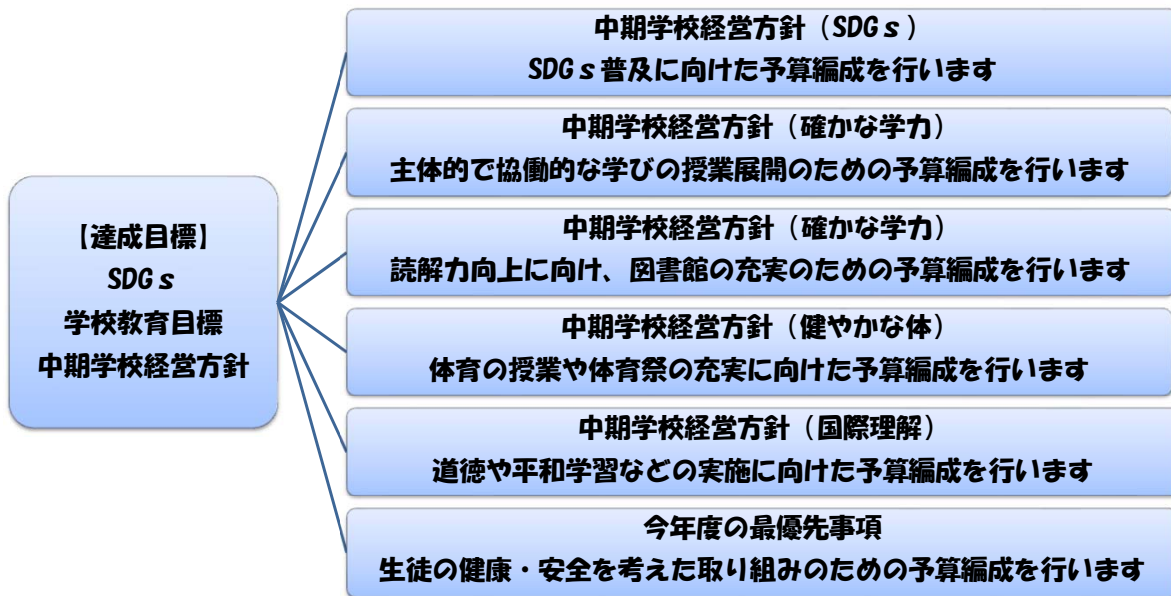 【達成目標】
SDGｓ
学校教育目標
中期学校経営方針
中期学校経営方針（SDGｓ）
SDGｓ普及に向けた予算編成を行います
中期学校経営方針（確かな学力）
主体的で協働的な学びの授業展開のための予算編成を行います
中期学校経営方針（確かな学力）
読解力向上に向け、図書館の充実のための予算編成を行います
中期学校経営方針（健やかな体）
体育の授業や体育祭の充実に向けた予算編成を行います
中期学校経営方針（国際理解）
道徳や平和学習などの実施に向けた予算編成を行います
今年度の最優先事項
生徒の健康・安全を考えた取り組みのための予算編成を行います